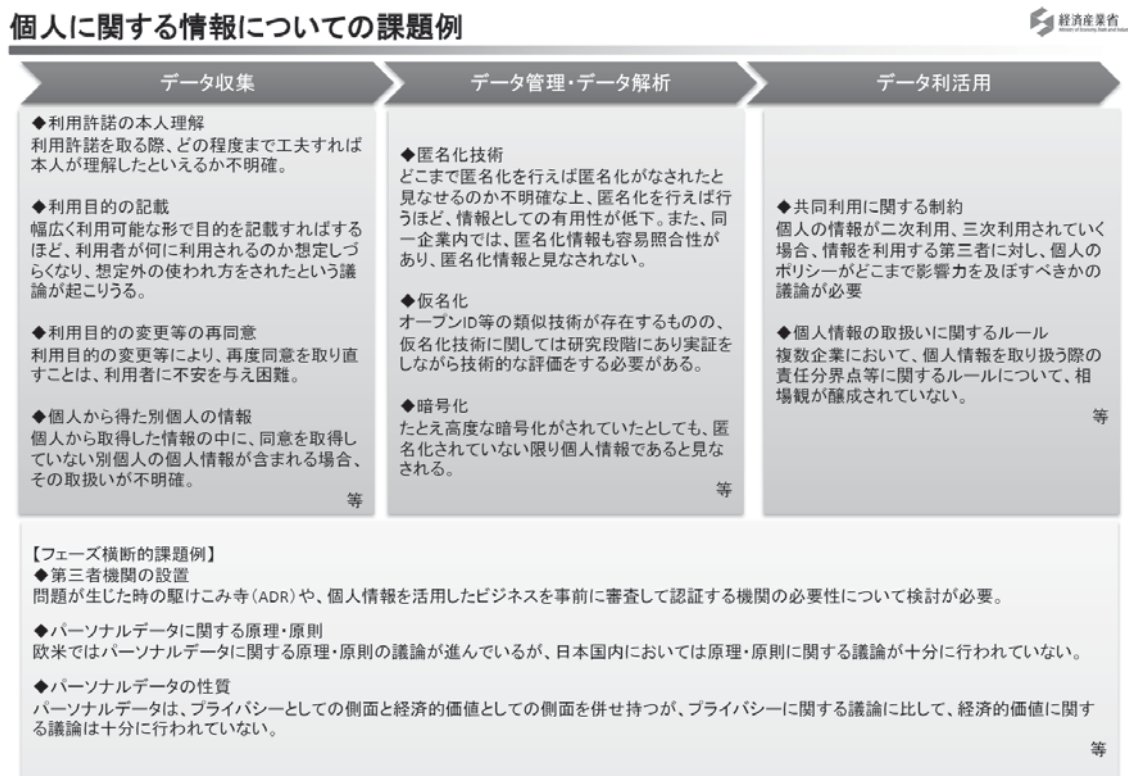 個人に関する情報についての課題例
経済産業省
データ収集
◆利用許諾の本人理解
利用許諾を取る際、どの程度まで工夫すれば
本人が理解したといえるか不明確。
◆利用目的の記載
幅広く利用可能な形で目的を記載すればする
ほど、利用者が何に利用されるのか想定しづ
らくなり、想定外の使われ方をされたという議
論が起こりうる。
◆利用目的の変更等の再同意
利用目的の変更等により、再度同意を取り直
すことは、利用者に不安を与え困難。
◆個人から得た別個人の情報
個人から取得した情報の中に、同意を取得し
ていない別個人の個人情報が含まれる場合、
その取扱いが不明確。
等
データ管理・データ解析
◆匿名化技術
どこまで匿名化を行えば匿名化がなされたと
見なせるのか不明確な上、匿名化を行えば行
うほど、情報としての有用性が低下。また、同
一企業内では、匿名化情報も容易照合性が
あり、匿名化情報と見なされない。
◆仮名化
オープンID等の類似技術が存在するものの、
仮名化技術に関しては研究段階にあり実証を
しながら技術的な評価をする必要がある。
◆暗号化
たとえ高度な暗号化がされていたとしても、匿
名化されていない限り個人情報であると見な
される。
等
データ利活用
◆共同利用に関する制約
個人の情報が二次利用、三次利用されていく
場合、情報を利用する第三者に対し、個人の
ポリシーがどこまで影響力を及ぼすべきかの
議論が必要
◆個人情報の取扱いに関するルール
複数企業において、個人情報を取り扱う際の
責任分界点等に関するルールについて、相
場観が醸成されていない。
等
【フェーズ横断的課題例】
◆第三者機関の設置
問題が生じた時の駆けこみ寺(ADR)や、個人情報を活用したビジネスを事前に審査して認証する機関の必要性について検討が必要。
◆パーソナルデータに関する原理・原則
欧米ではパーソナルデータに関する原理・原則の議論が進んでいるが、日本国内においては原理・原則に関する議論が十分に行われていない。
◆パーソナルデータの性質
パーソナルデータは、プライバシーとしての側面と経済的価値としての側面を併せ持つが、プライバシーに関する議論に比して、経済的価値に関す
る議論は十分に行われていない。
等